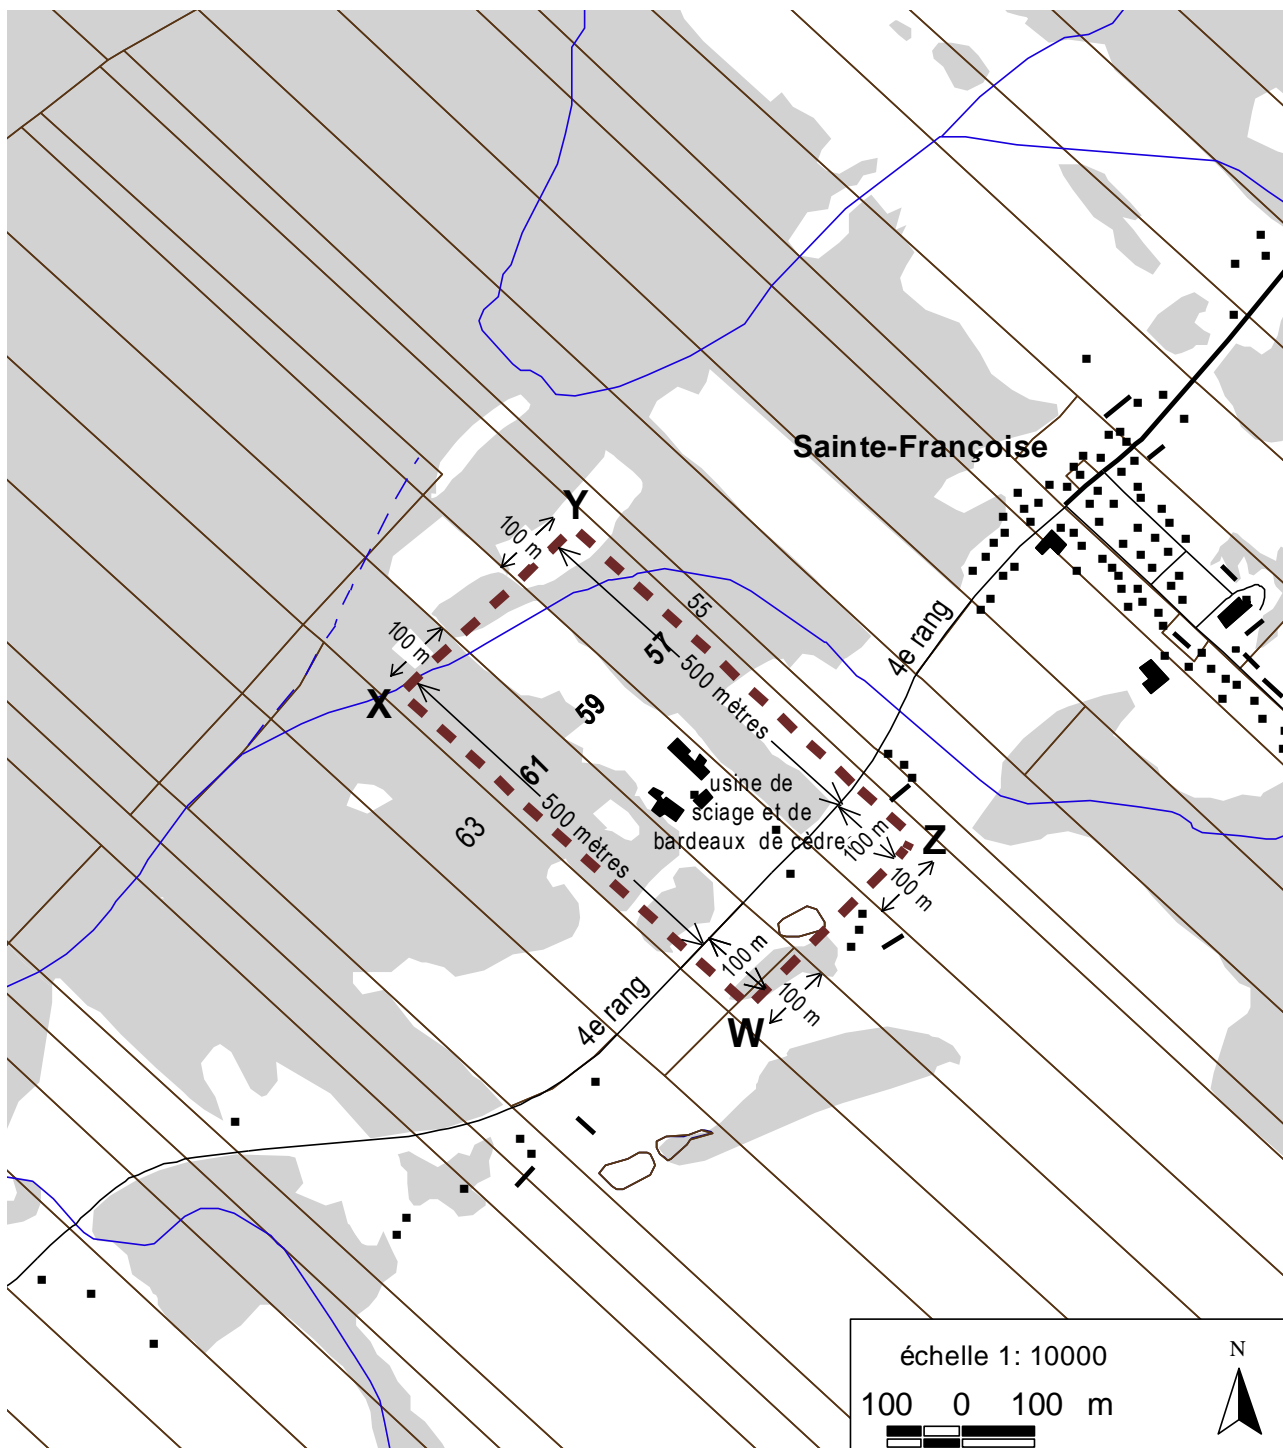 Sainte-Françoise
Y
100 m
55
57
4e rang
100 m
500 mètres
X
59
61
usine de
sciage et de
bardeaux de cèdre
500 mètres
63
100 m
Z
100 m
100 m
100 m
4e rang
W
échelle 1: 10000
N
100 0 100 m